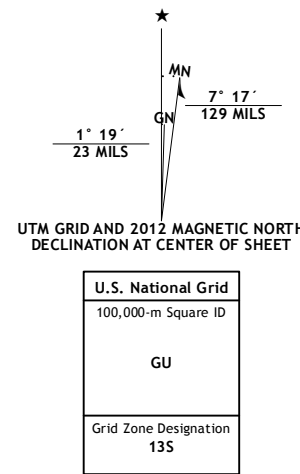 ★
MN
GN
7° 17´
129 MILS
1° 19´
23 MILS
UTM GRID AND 2012 MAGNETIC NORTH
DECLINATION AT CENTER OF SHEET
U.S. National Grid
100,000-m Square ID
GU
Grid Zone Designation
13S